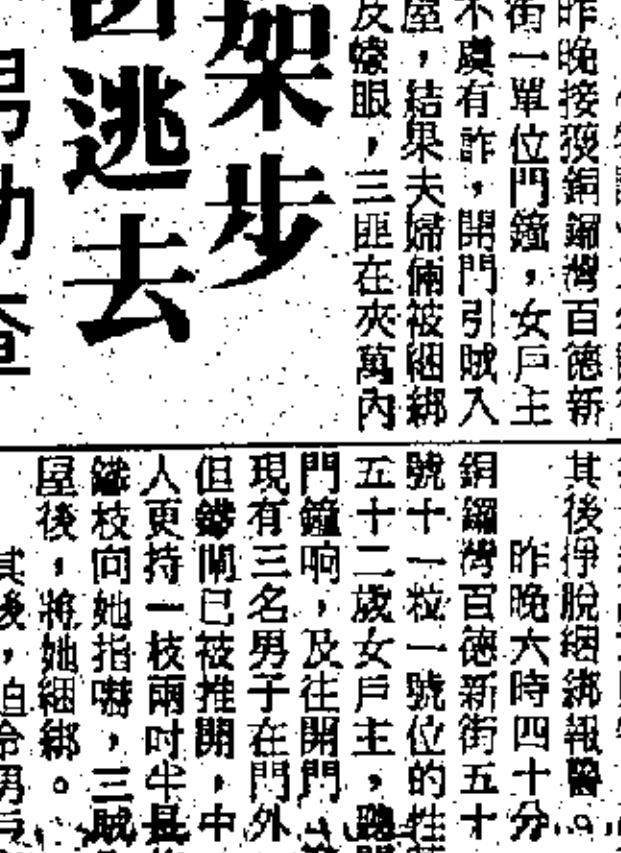 昨晚接獲銅鑼灣百德新
街一單位門鐘，女戶主
不虞有詐，開門引賊入
屋，結果夫婦倆被綑綁
及矇眼，三匪在夾萬內
架步
逃去
其後掙脫綑綁報警。
昨晚六時四十分，
銅鑼灣百德新街五十
號十一粒一號位的姓
五十二歲女戶主，聽
門鐘响，及往開門，
現有三名男子在門外
但鐵閘已被推開，中
人更持一枝兩吋半長
鐵枝向她指嚇，三賊
屋後，將她綑綁。
其後，迫令男戶